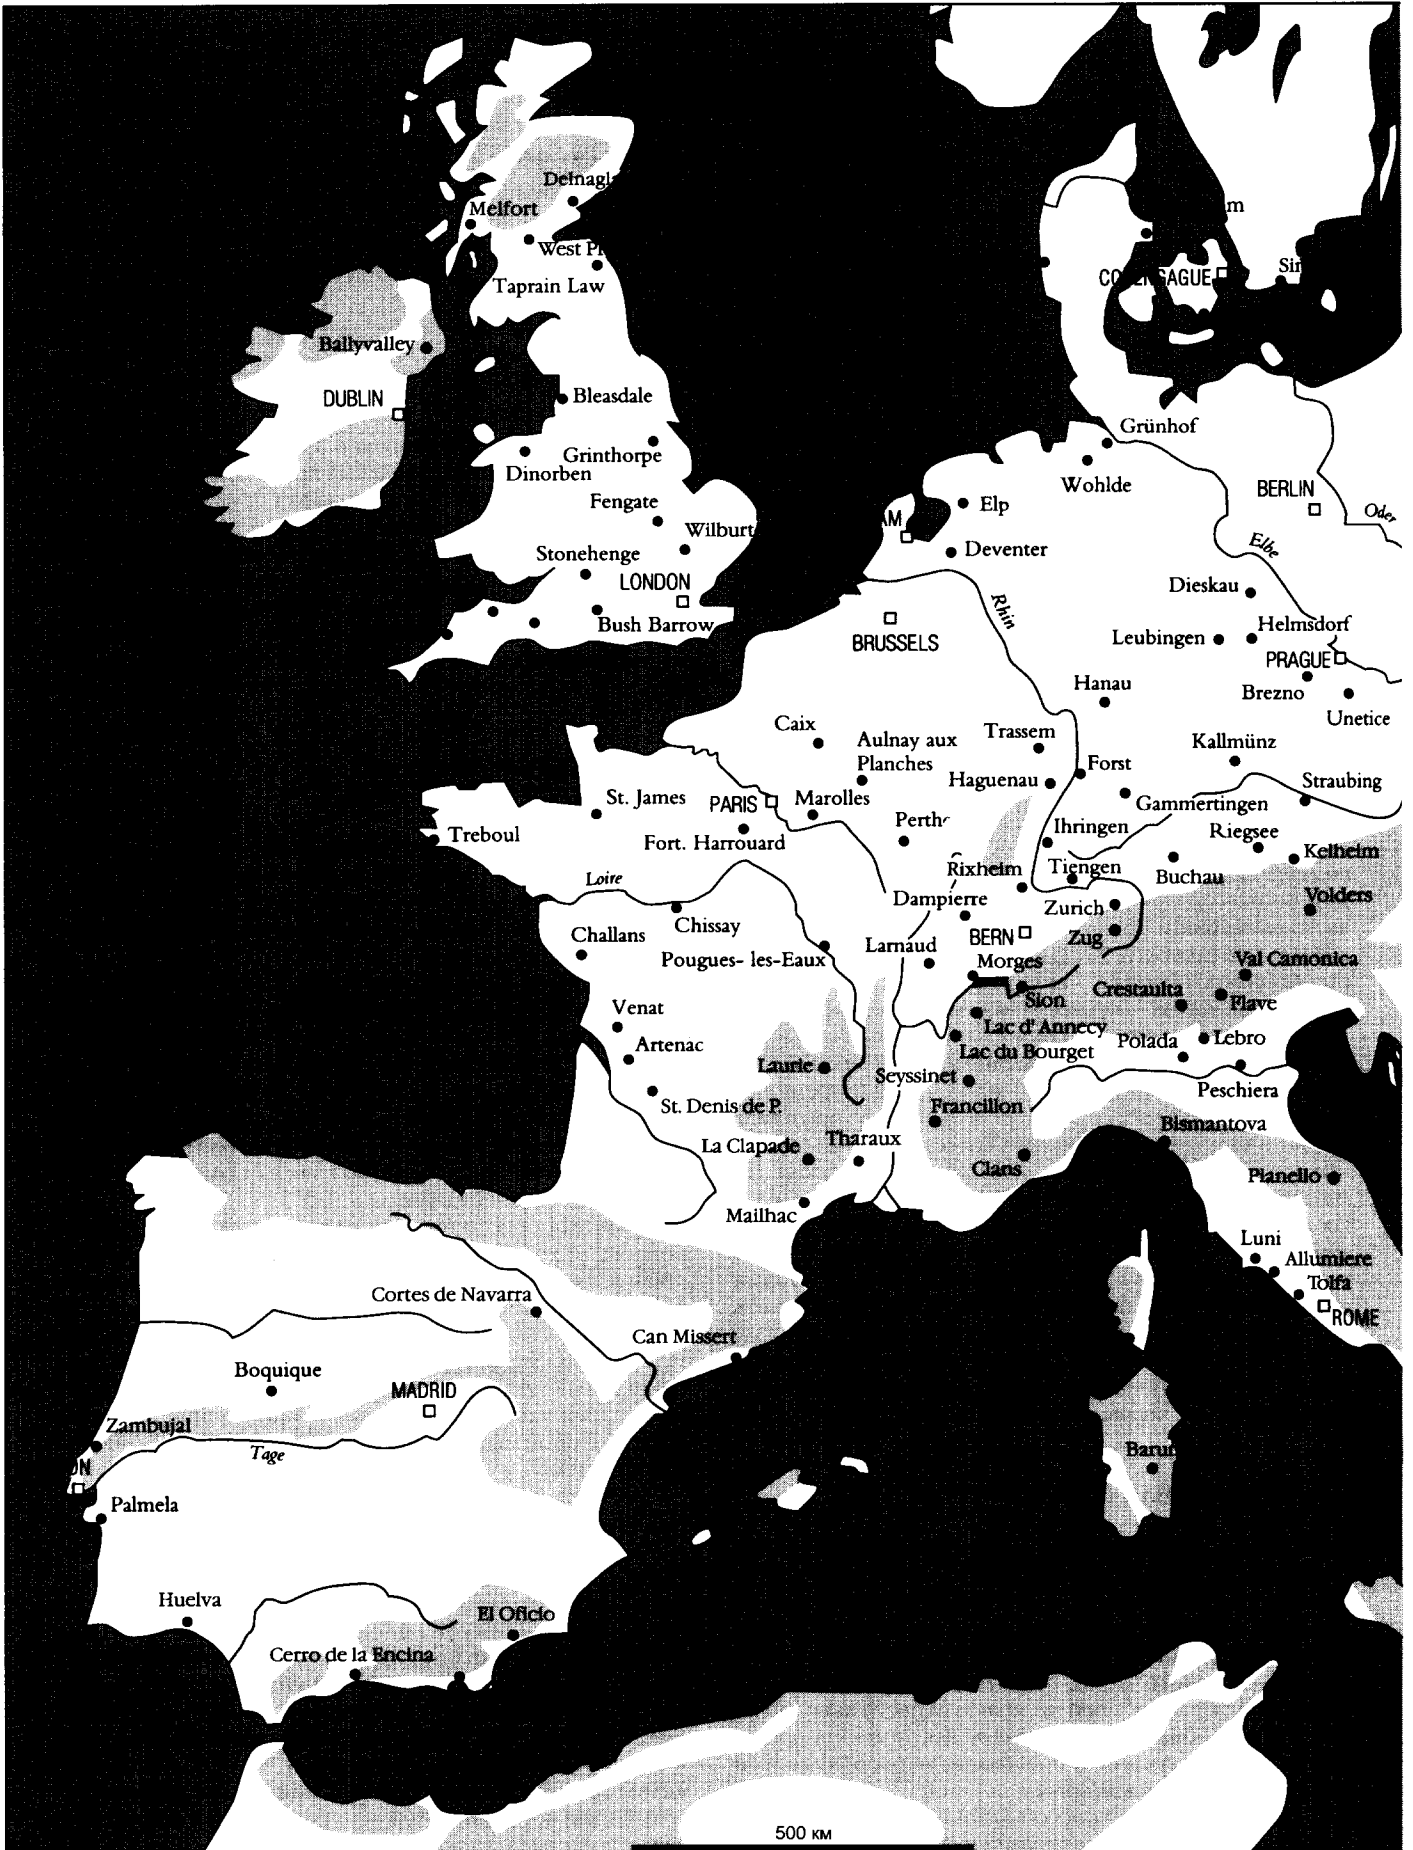 Melfort
Taprain Law
Ballyvalley
DUBLIN
Bleasdale
Grinthorpe
Dinorben
Fengate
Wilburt
Stonehenge
LONDON
Bush Barrow
Grünhof
Wohlde
BERLIN
Oder
Elp
Elbe
Deventer
Dieskau
Rhin
Helmsdorf
BRUSSELS
Leubingen
PRAGUE
Hanau
Brezno
Unetice
Caix
Trassem
Aulnay aux
Planches
Kallmünz
Forst
Haguenau
Straubing
St. James
PARIS
Marolles
Gammertingen
Treboul
Fort. Harrouard
Ihringen
Riegsee
Kelheim
Rixheim
Tiengen
Buchau
Loire
Dampierre
Zurich
Volders
Chissay
Challans
Pougues- les-Eaux
Larnaud
BERN
Zug
Morges
Val Camonica
Sion
Crestaulta
Flave
Venat
Lac d' Annecy
Artenac
Lac du Bourget
Polada
Lebro
Laurie
Seyssinet
Peschiera
St. Denis de P.
Francillon
Bismantova
La Clapade
Tharaux
Clans
Pianello
Mailhac
Luni
Allumiere
Tolfa
ROME
Cortes de Navarra
Can Missert
Boquique
MADRID
Zambujal
Tage
Palmela
Huelva
El Oficio
Cerro de la Encina
500 KM